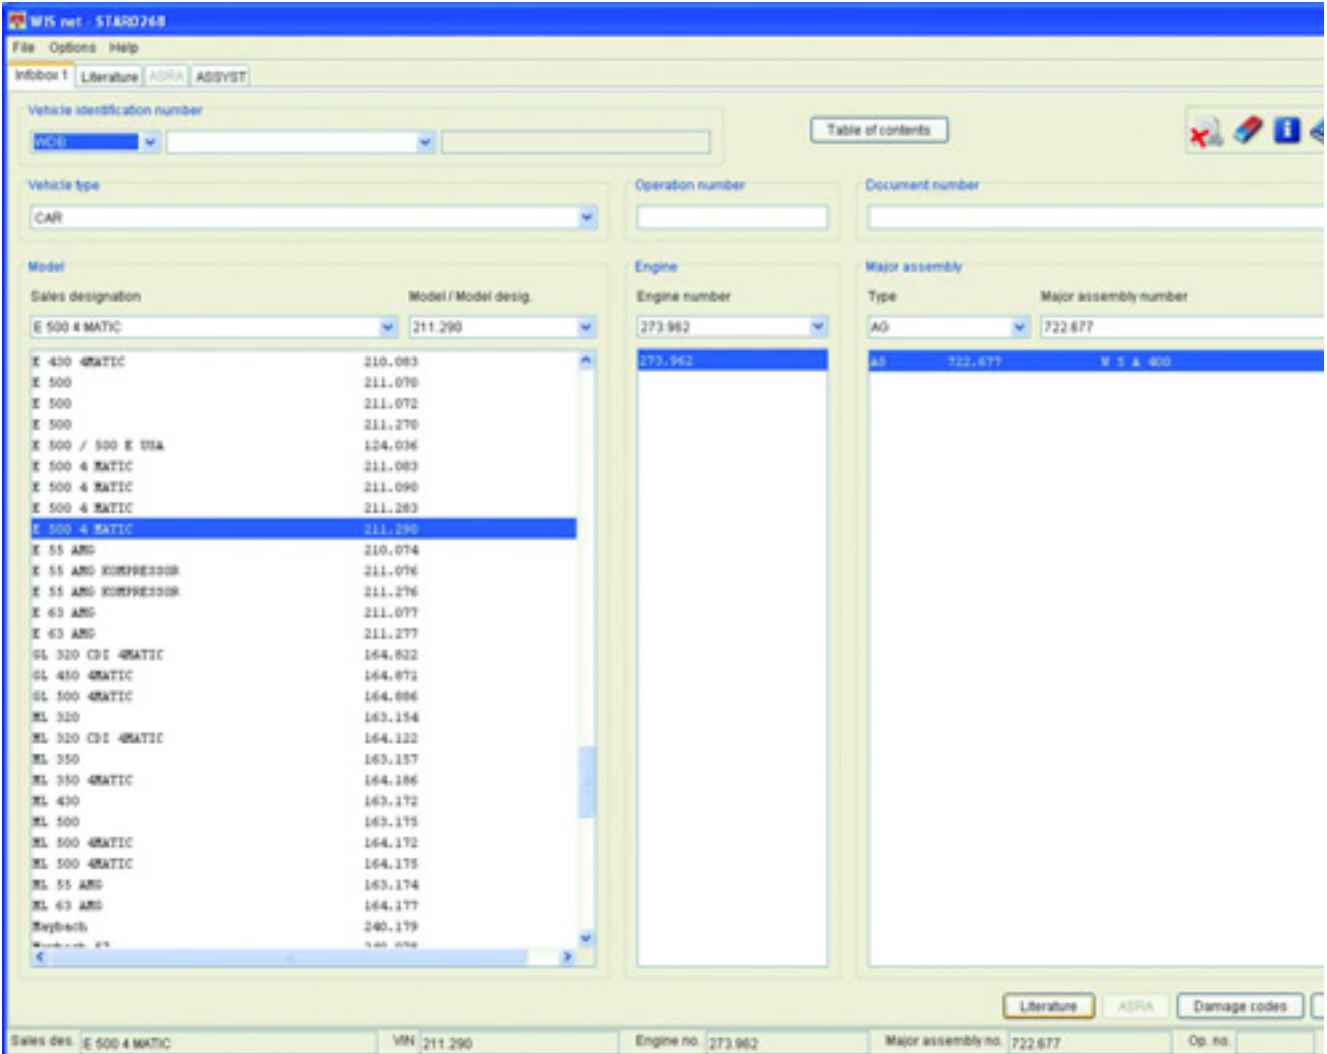 WIS net - STAR0268
File Options Help
Infobox 1 Literature ASRA ASSYST
Vehicle identification number
WDB
Table of contents
Vehicle type Operation number Document number
CAR
Model Engine Major assembly
Sales designation Model / Model desig. Engine number Type Major assembly number
E 500 4 MATIC 211.290 273.962 AG 722.677
E 430 4MATIC 210.083 273.962 AG 722.677 W 5 A 400
E 500 211.070
E 500 211.072
E 500 211.270
E 500 / 500 E USA 124.036
E 500 4 MATIC 211.083
E 500 4 MATIC 211.090
E 500 4 MATIC 211.283
E 500 4 MATIC 211.290
E 55 AMG 210.074
E 55 AMG KOMPRESSOR 211.076
E 55 AMG KOMPRESSOR 211.276
E 63 AMG 211.077
E 63 AMG 211.277
GL 320 CDI 4MATIC 164.822
GL 450 4MATIC 164.871
GL 500 4MATIC 164.886
ML 320 163.154
ML 320 CDI 4MATIC 164.122
ML 350 163.157
ML 350 4MATIC 164.186
ML 430 163.172
ML 500 163.175
ML 500 4MATIC 164.172
ML 500 4MATIC 164.175
ML 55 AMG 163.174
ML 63 AMG 164.177
Maybach 240.179
Maybach 57 240.078
Literature ASRA Damage codes
Sales des. E 500 4 MATIC VIN 211.290 Engine no. 273.962 Major assembly no. 722.677 Op. no.